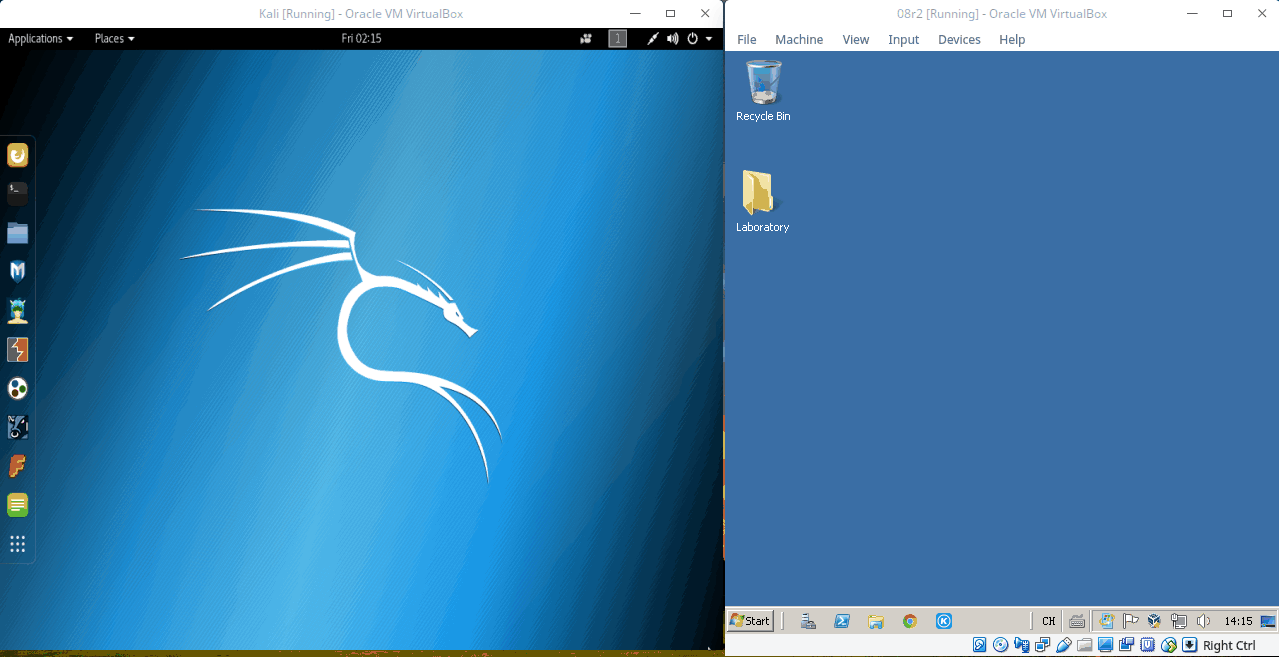 Kali [Running] - Oracle VM VirtualBox
Applications Places Fri 02:15 1
$_
M
08r2 [Running] - Oracle VM VirtualBox
File Machine View Input Devices Help
Recycle Bin
Laboratory
Start CH 14:15
Right Ctrl